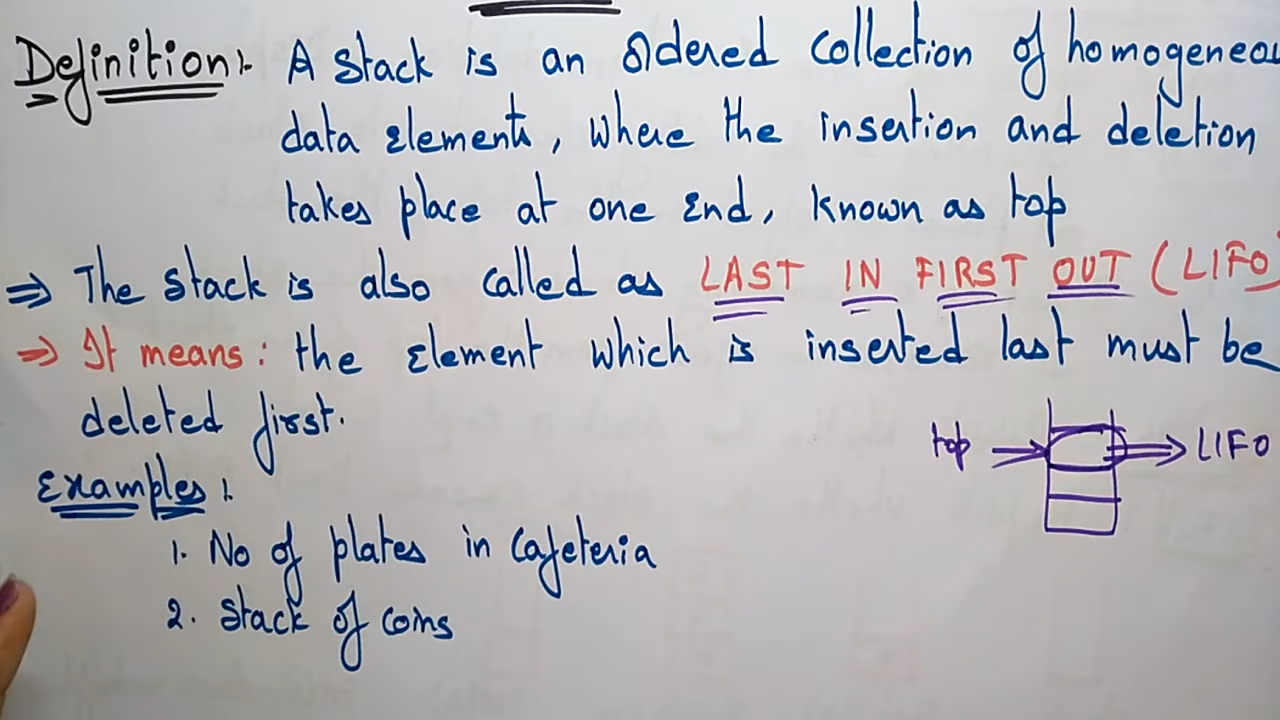 Definition:- A stack is an ordered collection of homogeneou
data elements, where the insertion and deletion
takes place at one end, known as top
⇒ The stack is also called as LAST IN FIRST OUT (LIFO)
⇒ It means: the element which is inserted last must be
deleted first.
top → ⇒ LIFO
Examples:
1. No of plates in Cafeteria
2. Stack of coins